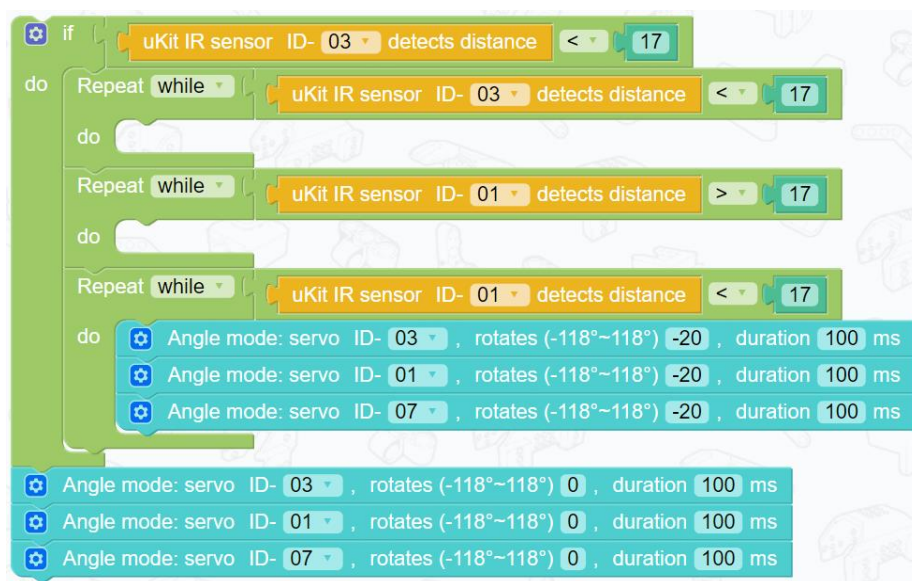 if uKit IR sensor ID- 03 detects distance < 17
do Repeat while uKit IR sensor ID- 03 detects distance < 17
do
Repeat while uKit IR sensor ID- 01 detects distance > 17
do
Repeat while uKit IR sensor ID- 01 detects distance < 17
do Angle mode: servo ID- 03 , rotates (-118°~118°) -20 , duration 100 ms
Angle mode: servo ID- 01 , rotates (-118°~118°) -20 , duration 100 ms
Angle mode: servo ID- 07 , rotates (-118°~118°) -20 , duration 100 ms
Angle mode: servo ID- 03 , rotates (-118°~118°) 0 , duration 100 ms
Angle mode: servo ID- 01 , rotates (-118°~118°) 0 , duration 100 ms
Angle mode: servo ID- 07 , rotates (-118°~118°) 0 , duration 100 ms